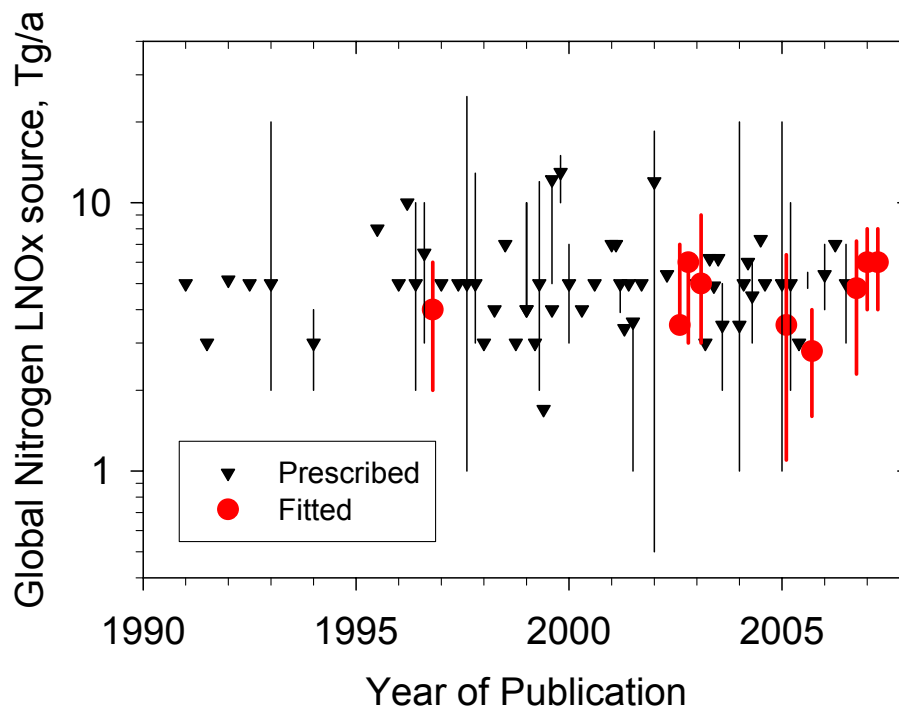 Global Nitrogen LNOx source, Tg/a
10
1
Prescribed
Fitted
1990 1995 2000 2005
Year of Publication